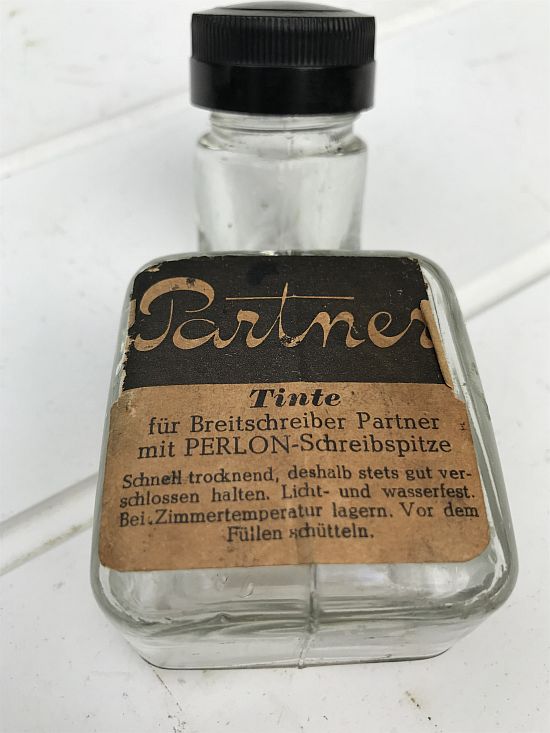 Partner
Tinte
für Breitschreiber Partner
mit PERLON-Schreibspitze
Schnell trocknend, deshalb stets gut ver-
schlossen halten. Licht- und wasserfest.
Bei Zimmertemperatur lagern. Vor dem
Füllen schütteln.